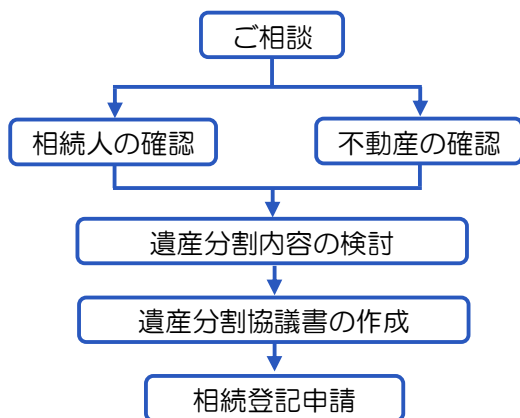 ご相談
相続人の確認
不動産の確認
遺産分割内容の検討
遺産分割協議書の作成
相続登記申請